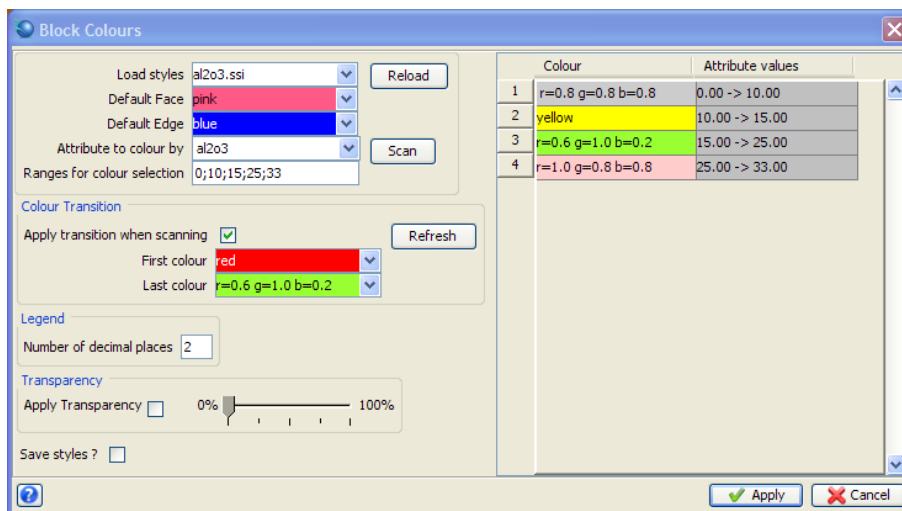 Block Colours
Load styles al2o3.ssi Reload
Default Face pink
Default Edge blue
Attribute to colour by al2o3 Scan
Ranges for colour selection 0;10;15;25;33
Colour Transition
Apply transition when scanning Refresh
First colour red
Last colour r=0.6 g=1.0 b=0.2
Legend
Number of decimal places 2
Transparency
Apply Transparency 0% 100%
Save styles ?
Colour Attribute values
1 r=0.8 g=0.8 b=0.8 0.00 -> 10.00
2 yellow 10.00 -> 15.00
3 r=0.6 g=1.0 b=0.2 15.00 -> 25.00
4 r=1.0 g=0.8 b=0.8 25.00 -> 33.00
? Apply Cancel